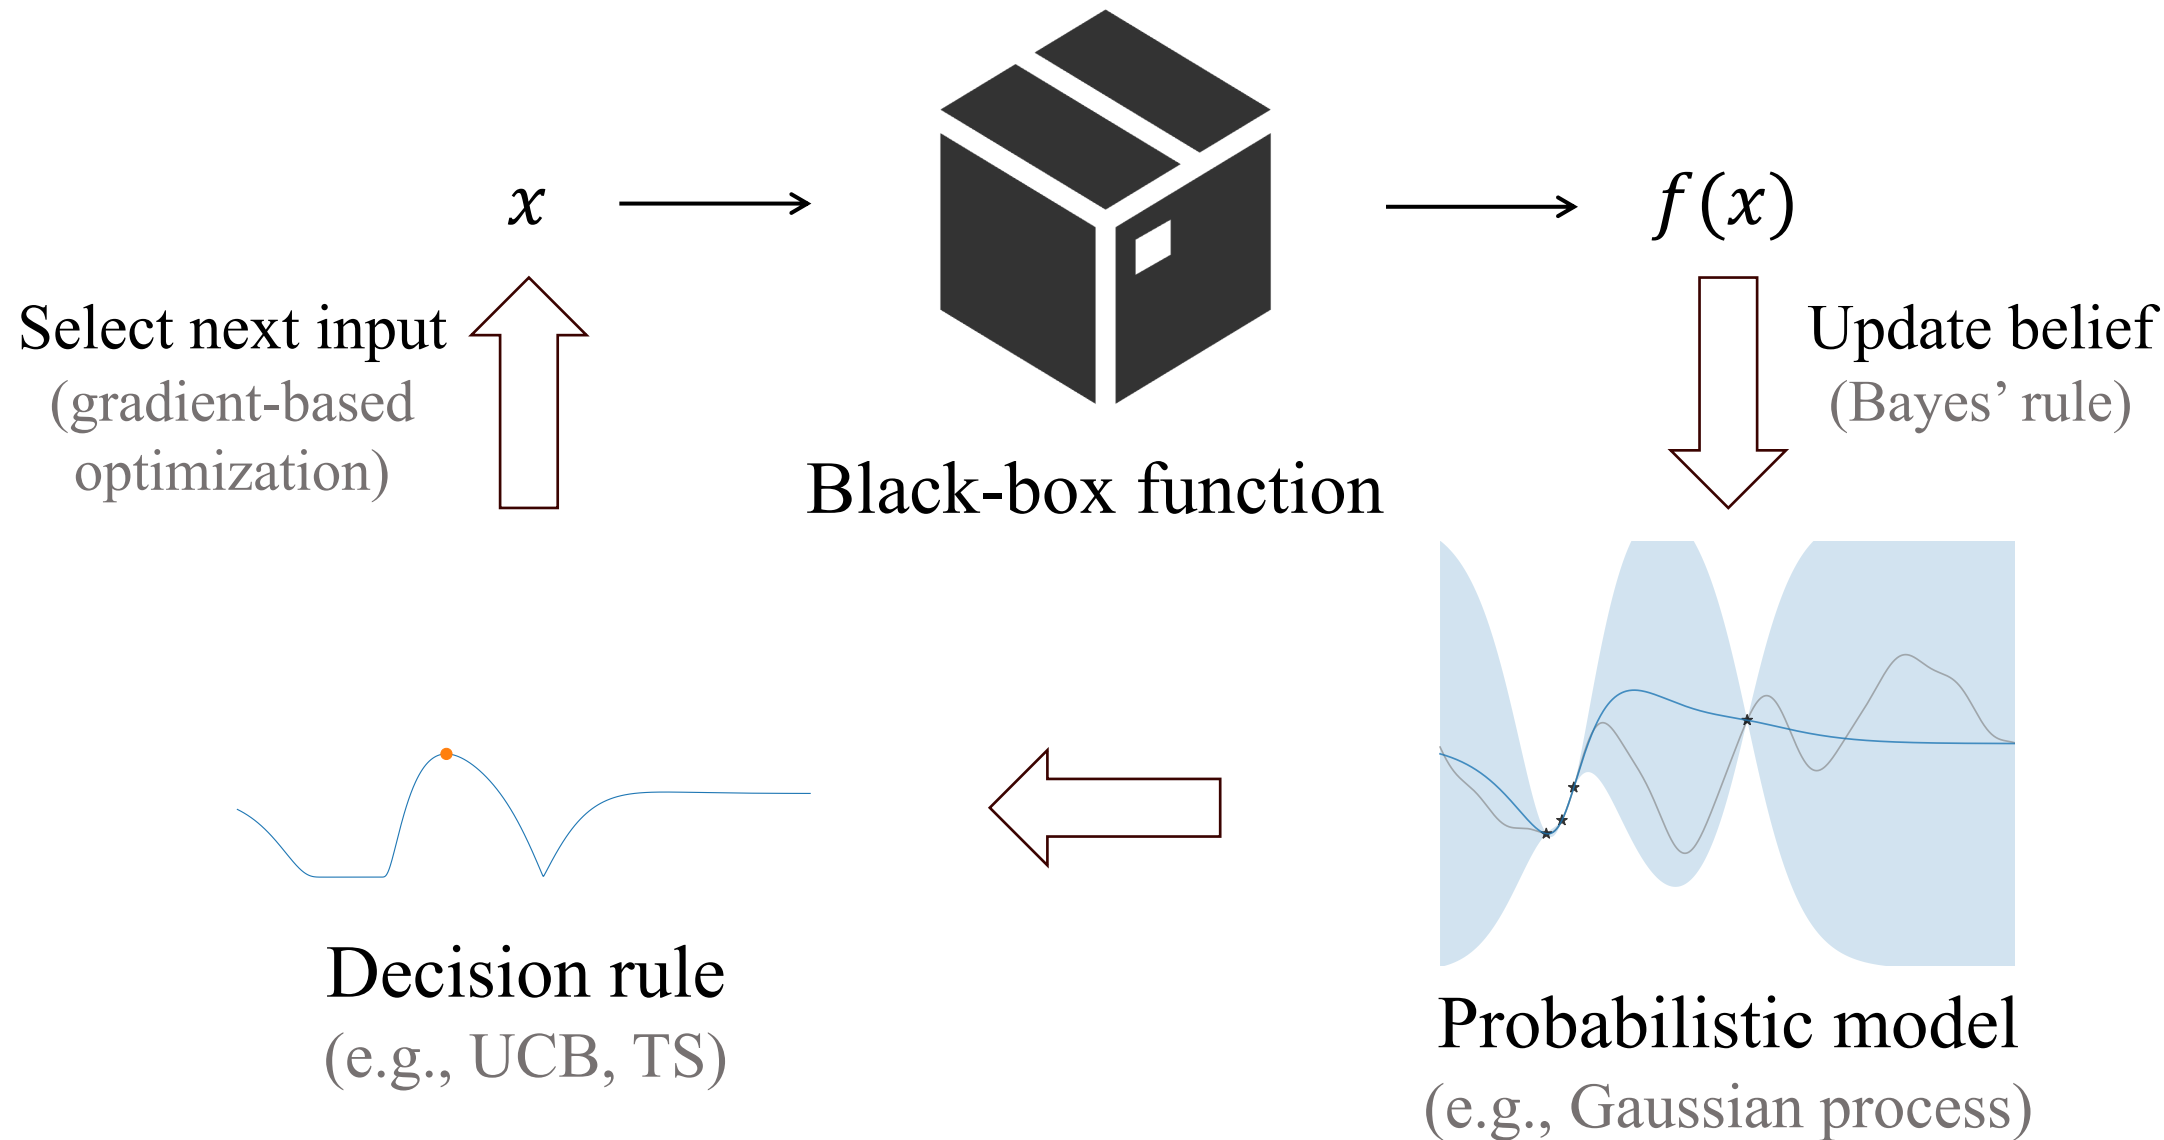 x
f(x)
Select next input
(gradient-based
optimization)
Black-box function
Update belief
(Bayes’ rule)
Decision rule
(e.g., UCB, TS)
Probabilistic model
(e.g., Gaussian process)